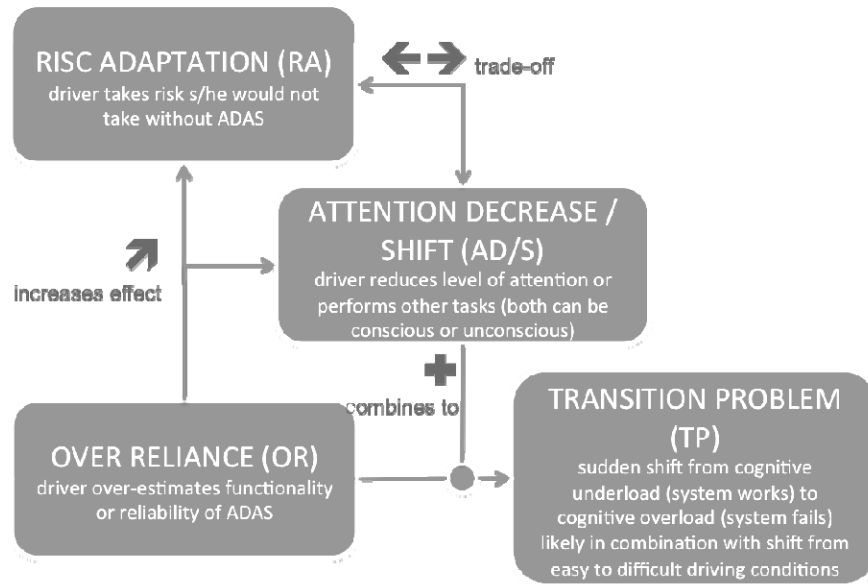 RISC ADAPTATION (RA)
driver takes risk s/he would not
take without ADAS
trade-off
ATTENTION DECREASE /
SHIFT (AD/S)
driver reduces level of attention or
performs other tasks (both can be
conscious or unconscious)
increases effect
combines to
OVER RELIANCE (OR)
driver over-estimates functionality
or reliability of ADAS
TRANSITION PROBLEM
(TP)
sudden shift from cognitive
underload (system works) to
cognitive overload (system fails)
likely in combination with shift from
easy to difficult driving conditions